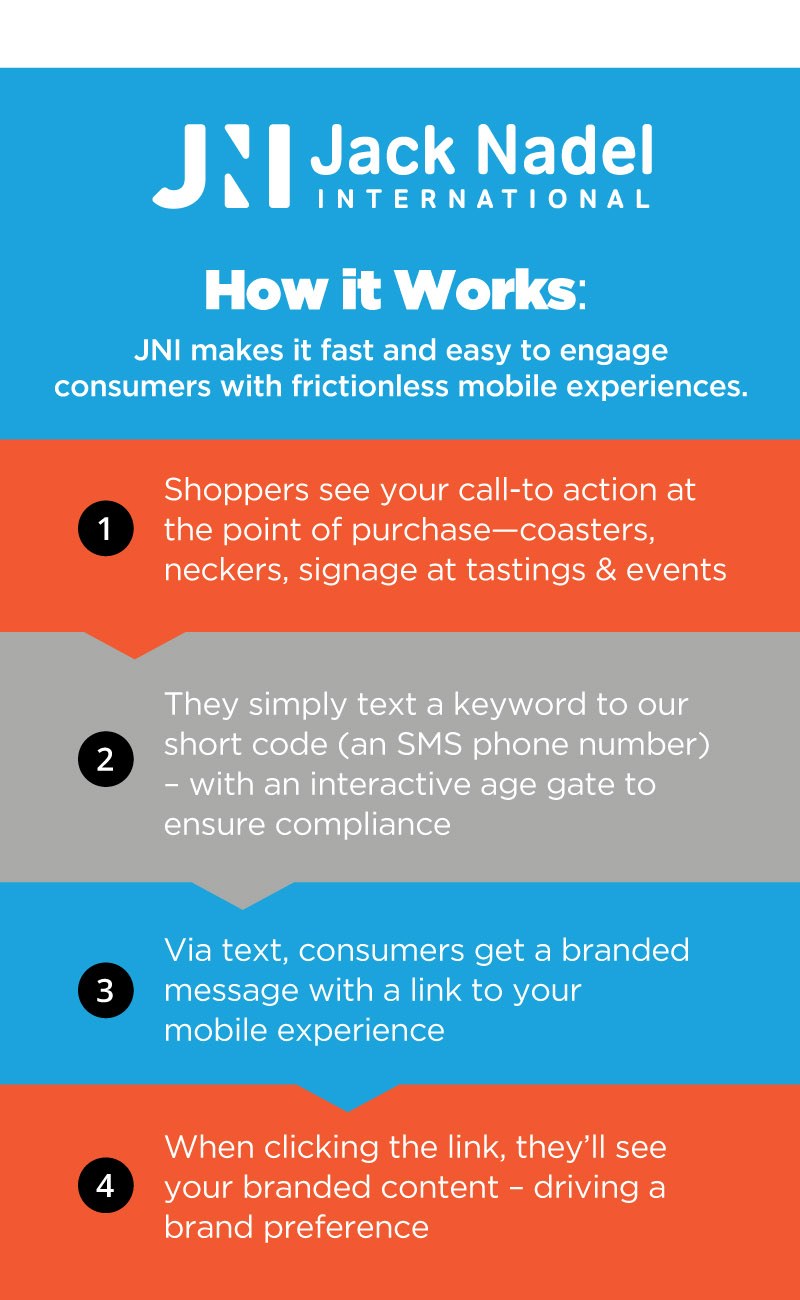 JNI Jack Nadel
INTERNATIONAL
How it Works:
JNI makes it fast and easy to engage
consumers with frictionless mobile experiences.
1
Shoppers see your call-to action at
the point of purchase—coasters,
neckers, signage at tastings & events
2
They simply text a keyword to our
short code (an SMS phone number)
– with an interactive age gate to
ensure compliance
3
Via text, consumers get a branded
message with a link to your
mobile experience
4
When clicking the link, they’ll see
your branded content – driving a
brand preference